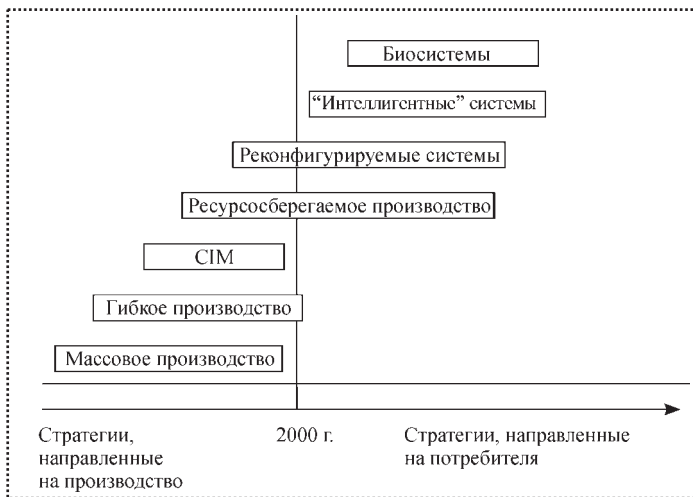 Биосистемы
“Интеллигентные” системы
Реконфигурируемые системы
Ресурсосберегаемое производство
CIM
Гибкое производство
Массовое производство
Стратегии,
направленные
на производство
2000 г.
Стратегии, направленные
на потребителя